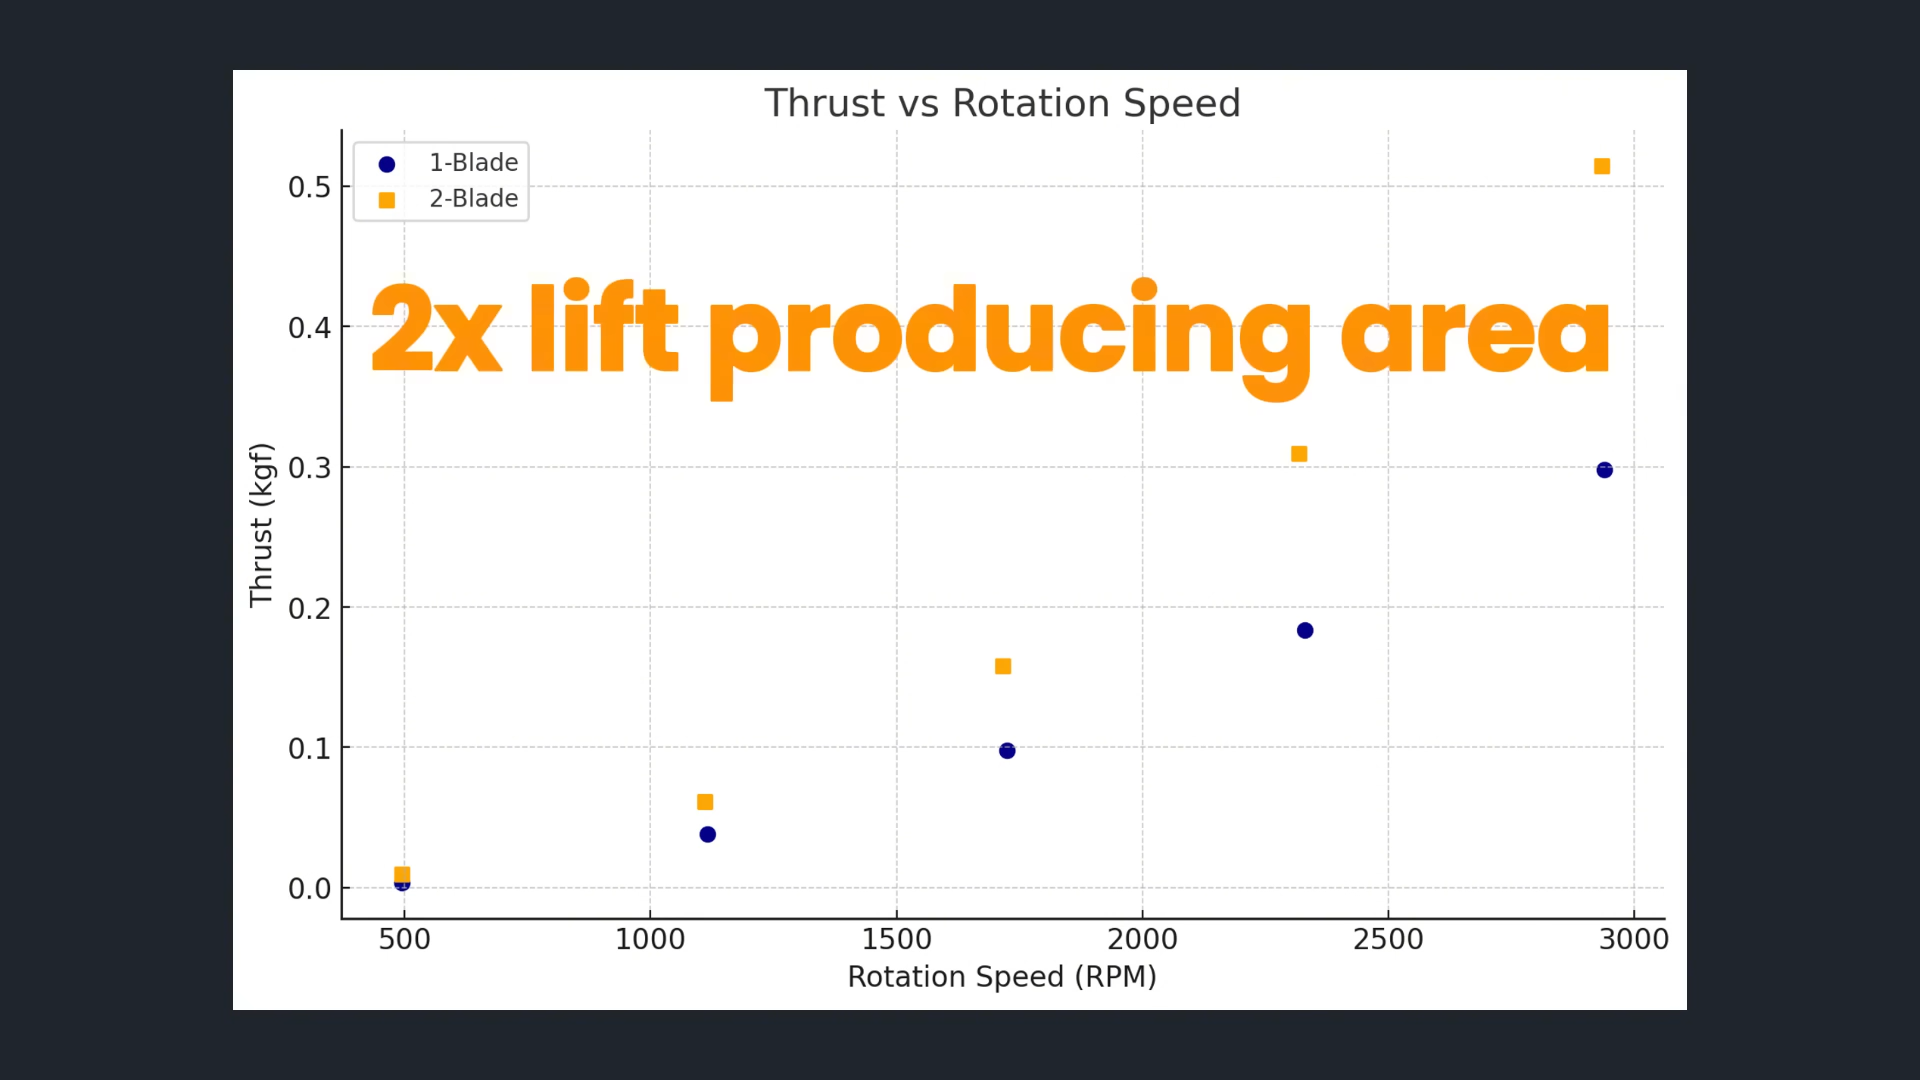 Thrust vs Rotation Speed
1-Blade
2-Blade
2x lift producing area
Thrust (kgf)
0.5
0.4
0.3
0.2
0.1
0.0
500 1000 1500 2000 2500 3000
Rotation Speed (RPM)